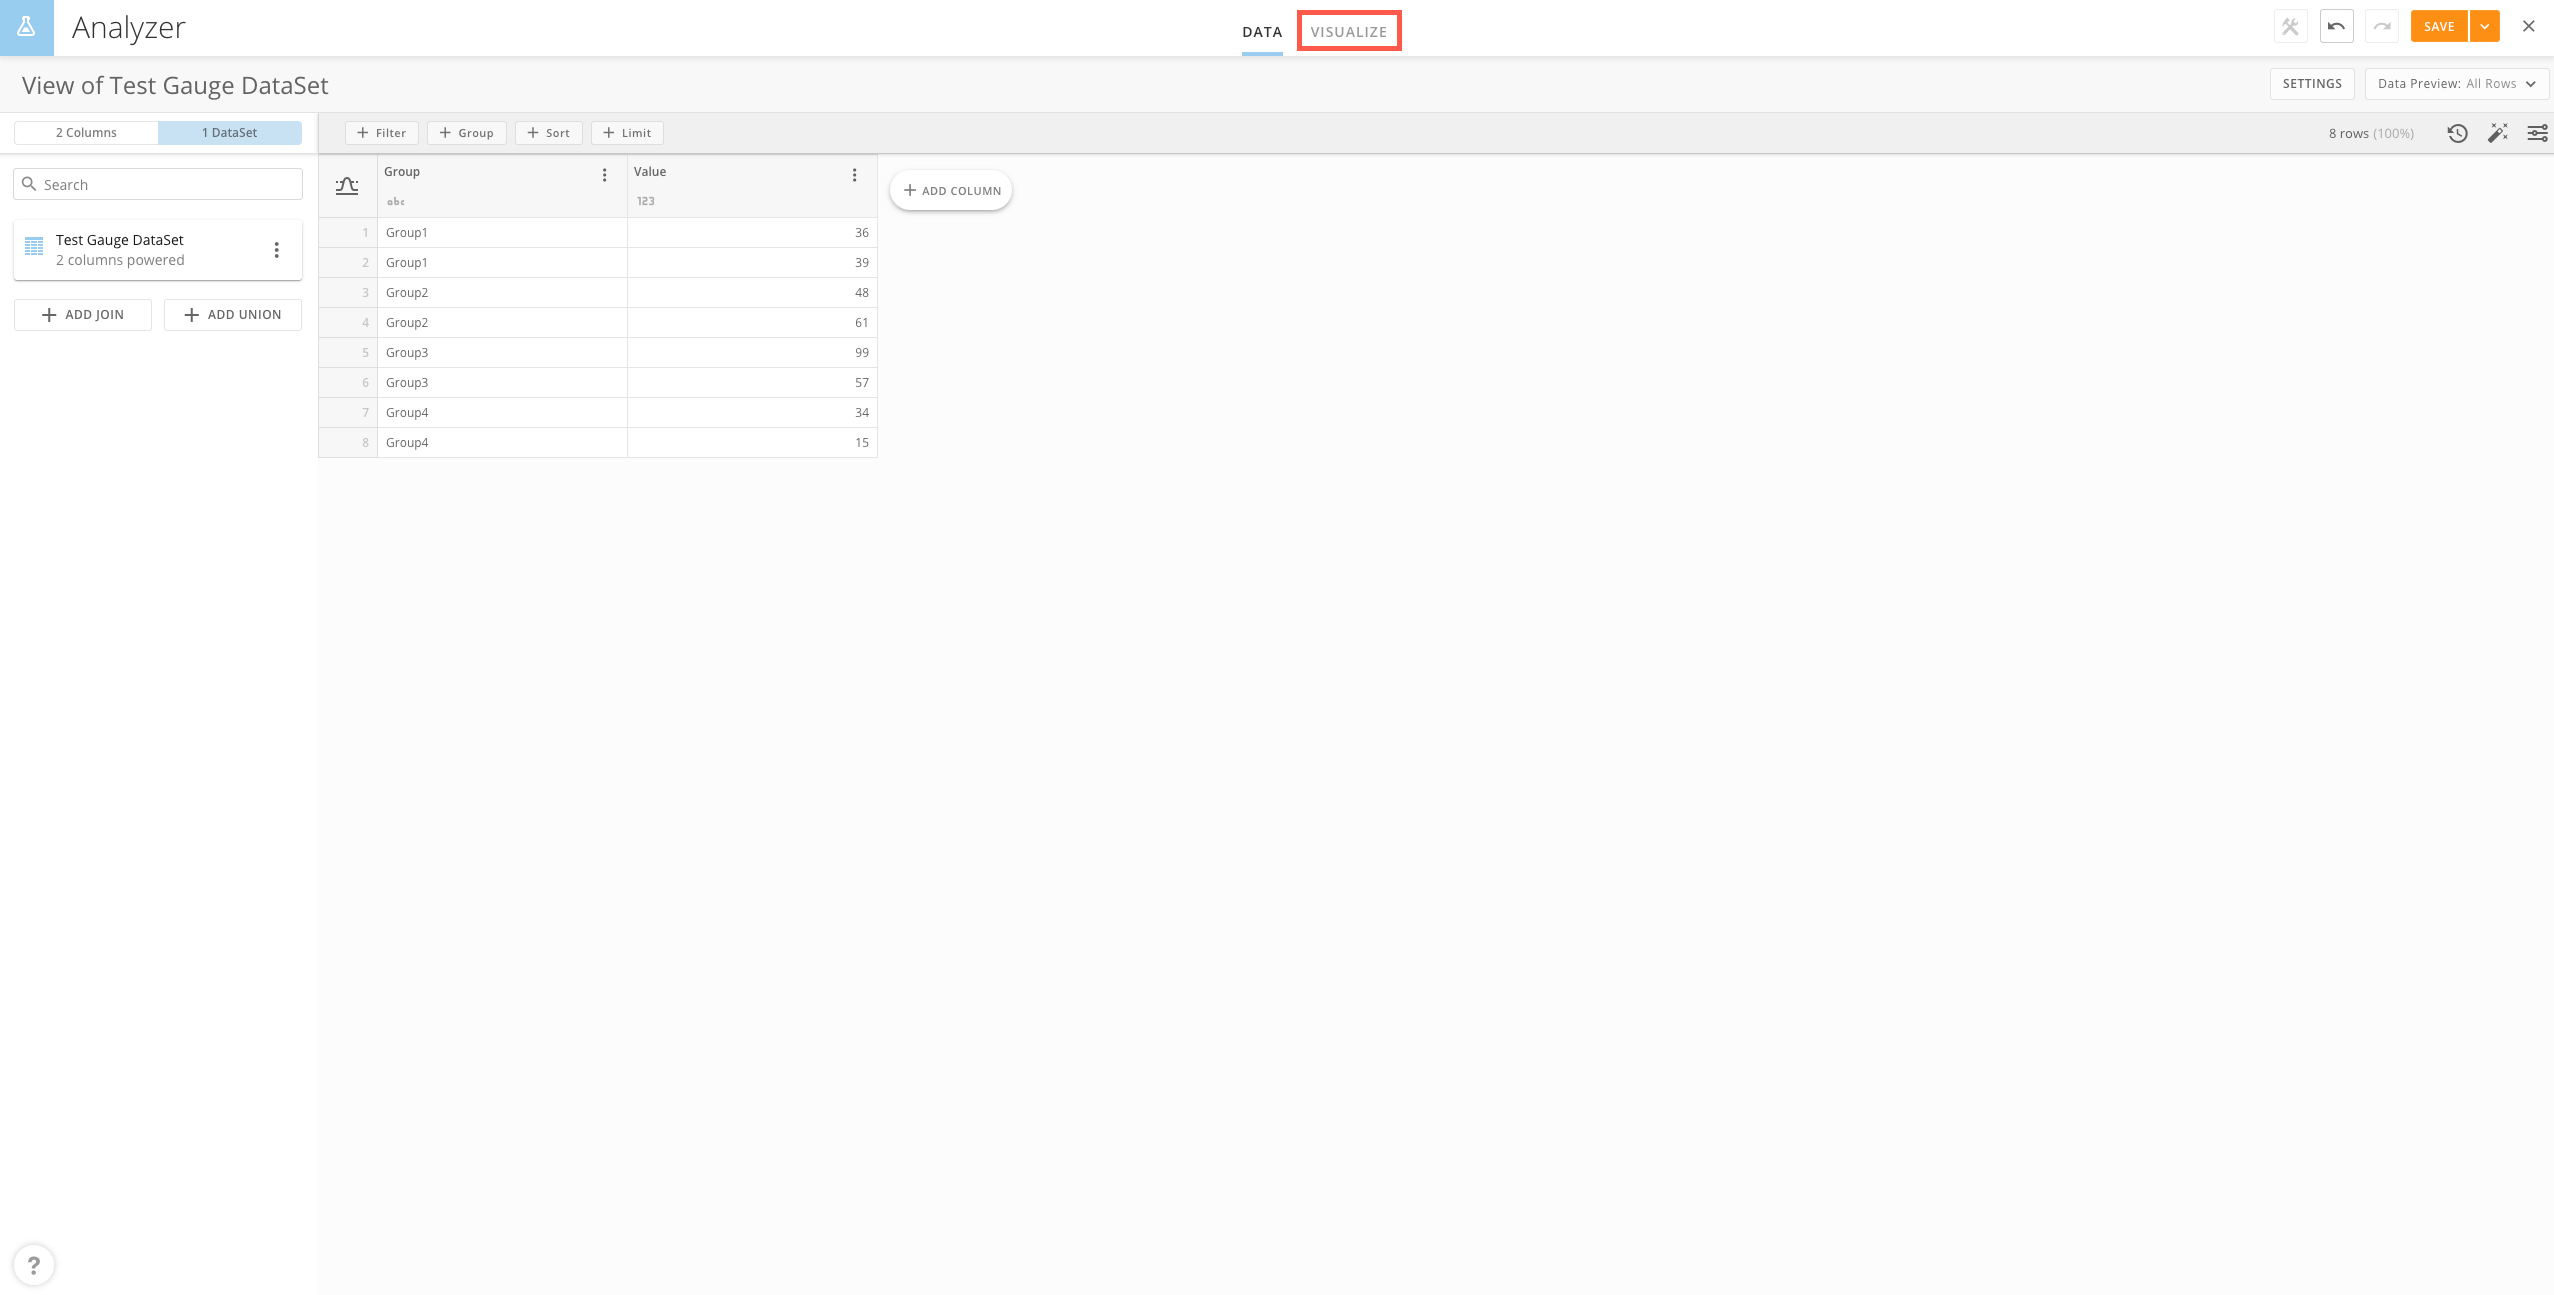 Analyzer
DATA VISUALIZE
SAVE
View of Test Gauge DataSet
SETTINGS
Data Preview: All Rows
2 Columns 1 DataSet
Filter Group Sort Limit
8 rows (100%)
Search
Test Gauge DataSet
2 columns powered
ADD JOIN ADD UNION
Group Value
abc 123
ADD COLUMN
1 Group1 36
2 Group1 39
3 Group2 48
4 Group2 61
5 Group3 99
6 Group3 57
7 Group4 34
8 Group4 15
?